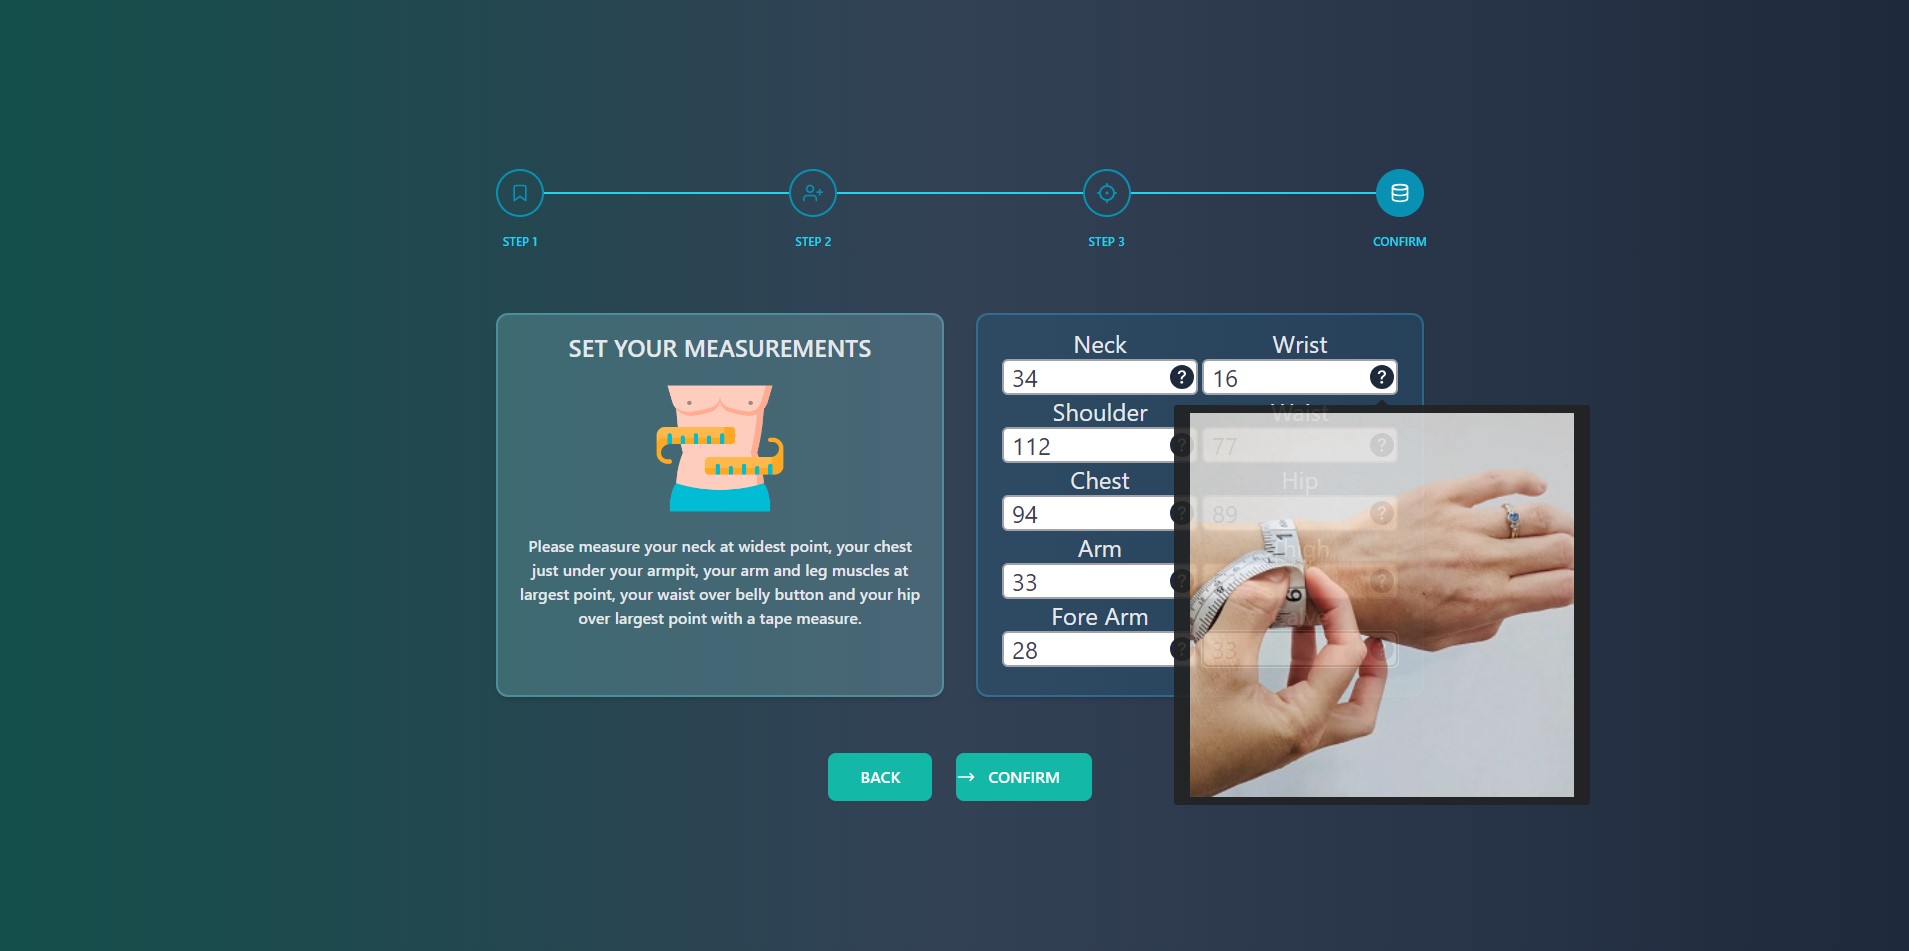 STEP 1
STEP 2
STEP 3
CONFIRM
SET YOUR MEASUREMENTS
Please measure your neck at widest point, your chest
just under your armpit, your arm and leg muscles at
largest point, your waist over belly button and your hip
over largest point with a tape measure.
Neck
Wrist
34 ?
16 ?
Shoulder
Waist
112 ?
77 ?
Chest
Hip
94 ?
89 ?
Arm
Thigh
33 ?
?
Fore Arm
28 ?
33 ?
BACK
→ CONFIRM